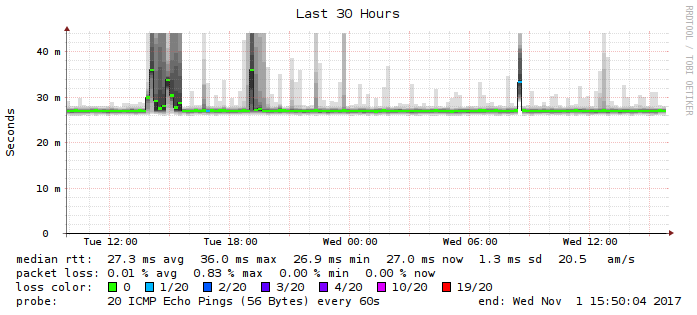 Last 30 Hours
RRDTOOL / TOBI OETIKER
Seconds
40 m
30 m
20 m
10 m
0
Tue 12:00 Tue 18:00 Wed 00:00 Wed 06:00 Wed 12:00
median rtt: 27.3 ms avg 36.0 ms max 26.9 ms min 27.0 ms now 1.3 ms sd 20.5 am/s
packet loss: 0.01 % avg 0.83 % max 0.00 % min 0.00 % now
loss color: 0 1/20 2/20 3/20 4/20 10/20 19/20
probe: 20 ICMP Echo Pings (56 Bytes) every 60s end: Wed Nov 1 15:50:04 2017